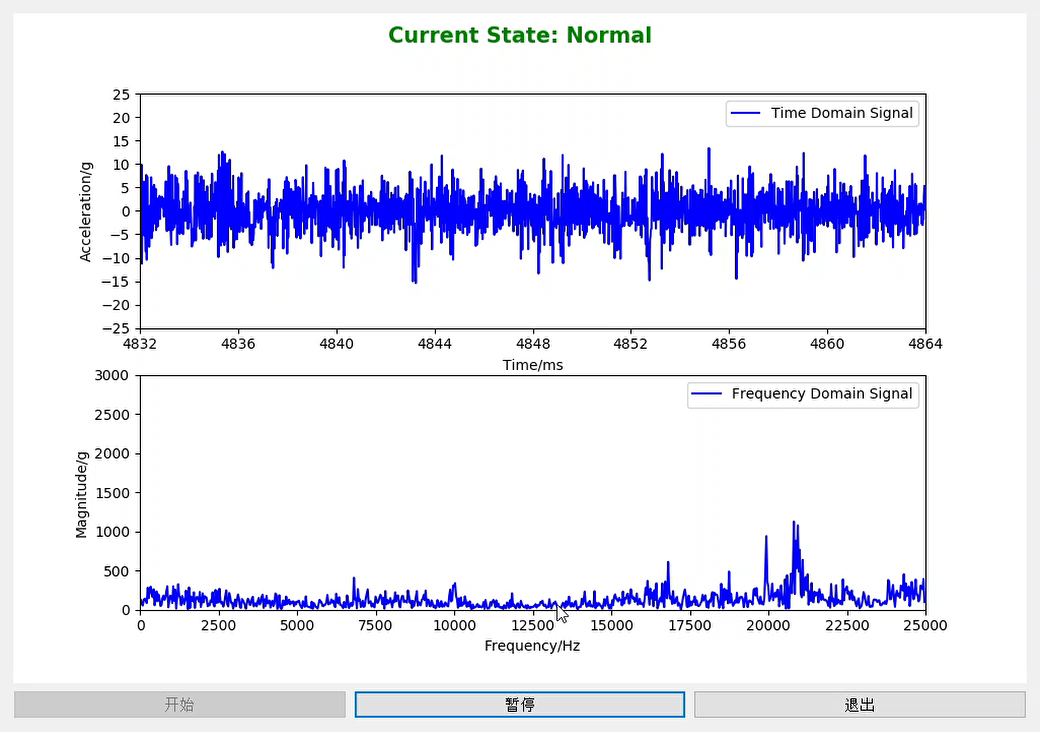 Current State: Normal
25
20
15
10
5
0
−5
−10
−15
−20
−25
Acceleration/g
Time Domain Signal
4832 4836 4840 4844 4848 4852 4856 4860 4864
Time/ms
3000
2500
2000
1500
1000
500
0
Magnitude/g
Frequency Domain Signal
0 2500 5000 7500 10000 12500 15000 17500 20000 22500 25000
Frequency/Hz
开始 暂停 退出